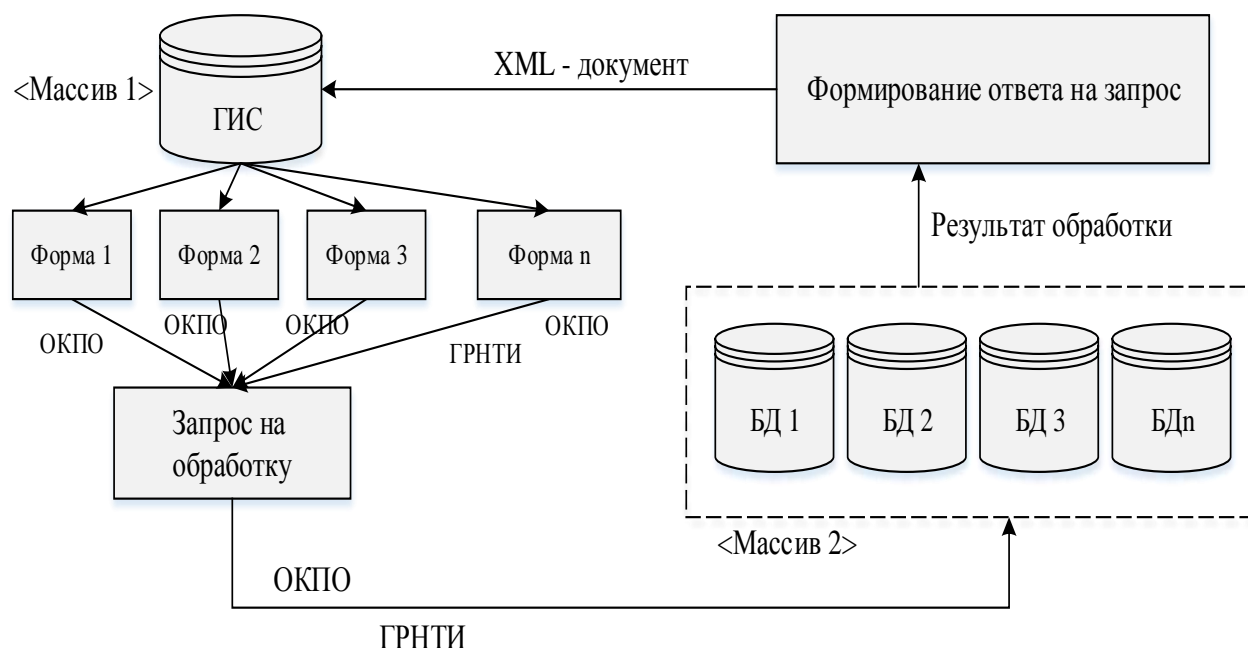 XML - документ
Формирование ответа на запрос
<Массив 1>
ГИС
Форма 1
Форма 2
Форма 3
Форма n
Результат обработки
ОКПО
ОКПО
ОКПО
ГРНТИ
ОКПО
Запрос на
обработку
БД 1
БД 2
БД 3
БДn
<Массив 2>
ОКПО
ГРНТИ